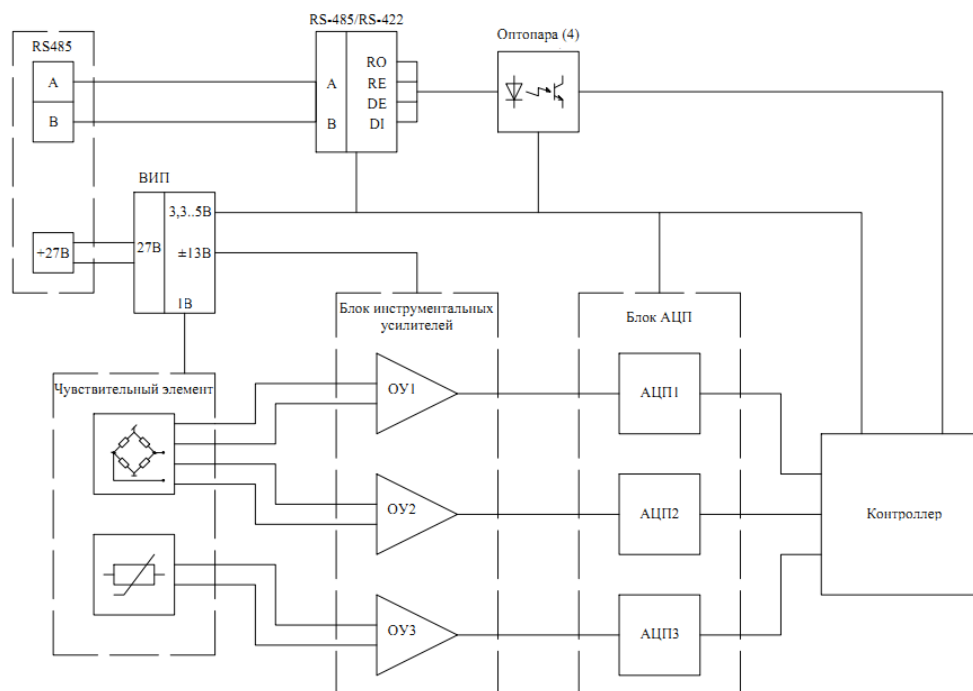 RS-485/RS-422
Оптопара (4)
RS485
A
B
A
B
RO
RE
DE
DI
ВИП
3,3..5В
27В
±13В
1В
+27В
Блок инструментальных
усилителей
Блок АЦП
Чувствительный элемент
ОУ1
АЦП1
ОУ2
АЦП2
Контроллер
ОУ3
АЦП3